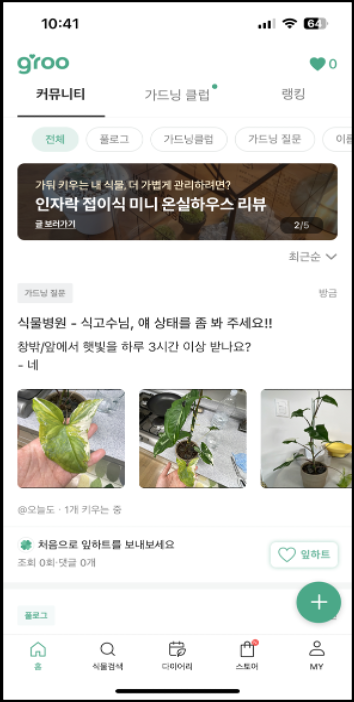 10:41
64
groo
0
커뮤니티
가드닝 클럽
랭킹
전체
플로그
가드닝클럽
가드닝 질문
가둬 키우는 내 식물, 더 가볍게 관리하려면?
인자락 접이식 미니 온실하우스 리뷰
글 보러가기
2/5
최근순
가드닝 질문
방금
식물병원 - 식고수님, 얘 상태를 좀 봐 주세요!!
창밖/앞에서 햇빛을 하루 3시간 이상 받나요?
- 네
@오늘도 · 1개 키우는 중
처음으로 잎하트를 보내보세요
조회 0회·댓글 0개
잎하트
플로그
홈
식물검색
다이어리
스토어
MY